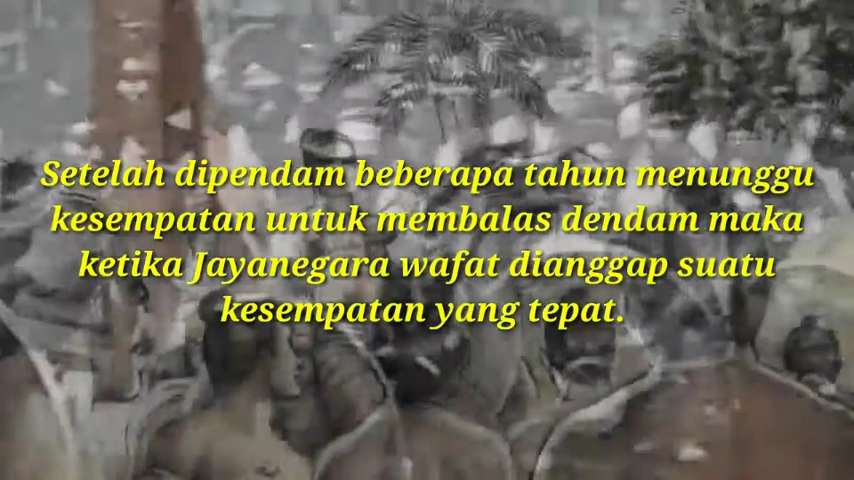 Setelah dipendam beberapa tahun menunggu
kesempatan untuk membalas dendam maka
ketika Jayanegara wafat dianggap suatu
kesempatan yang tepat.